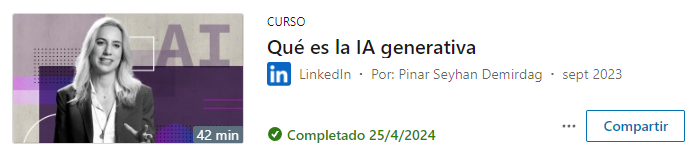 AI
42 min
CURSO
Qué es la IA generativa
in LinkedIn · Por: Pinar Seyhan Demirdag · sept 2023
Completado 25/4/2024
··· Compartir